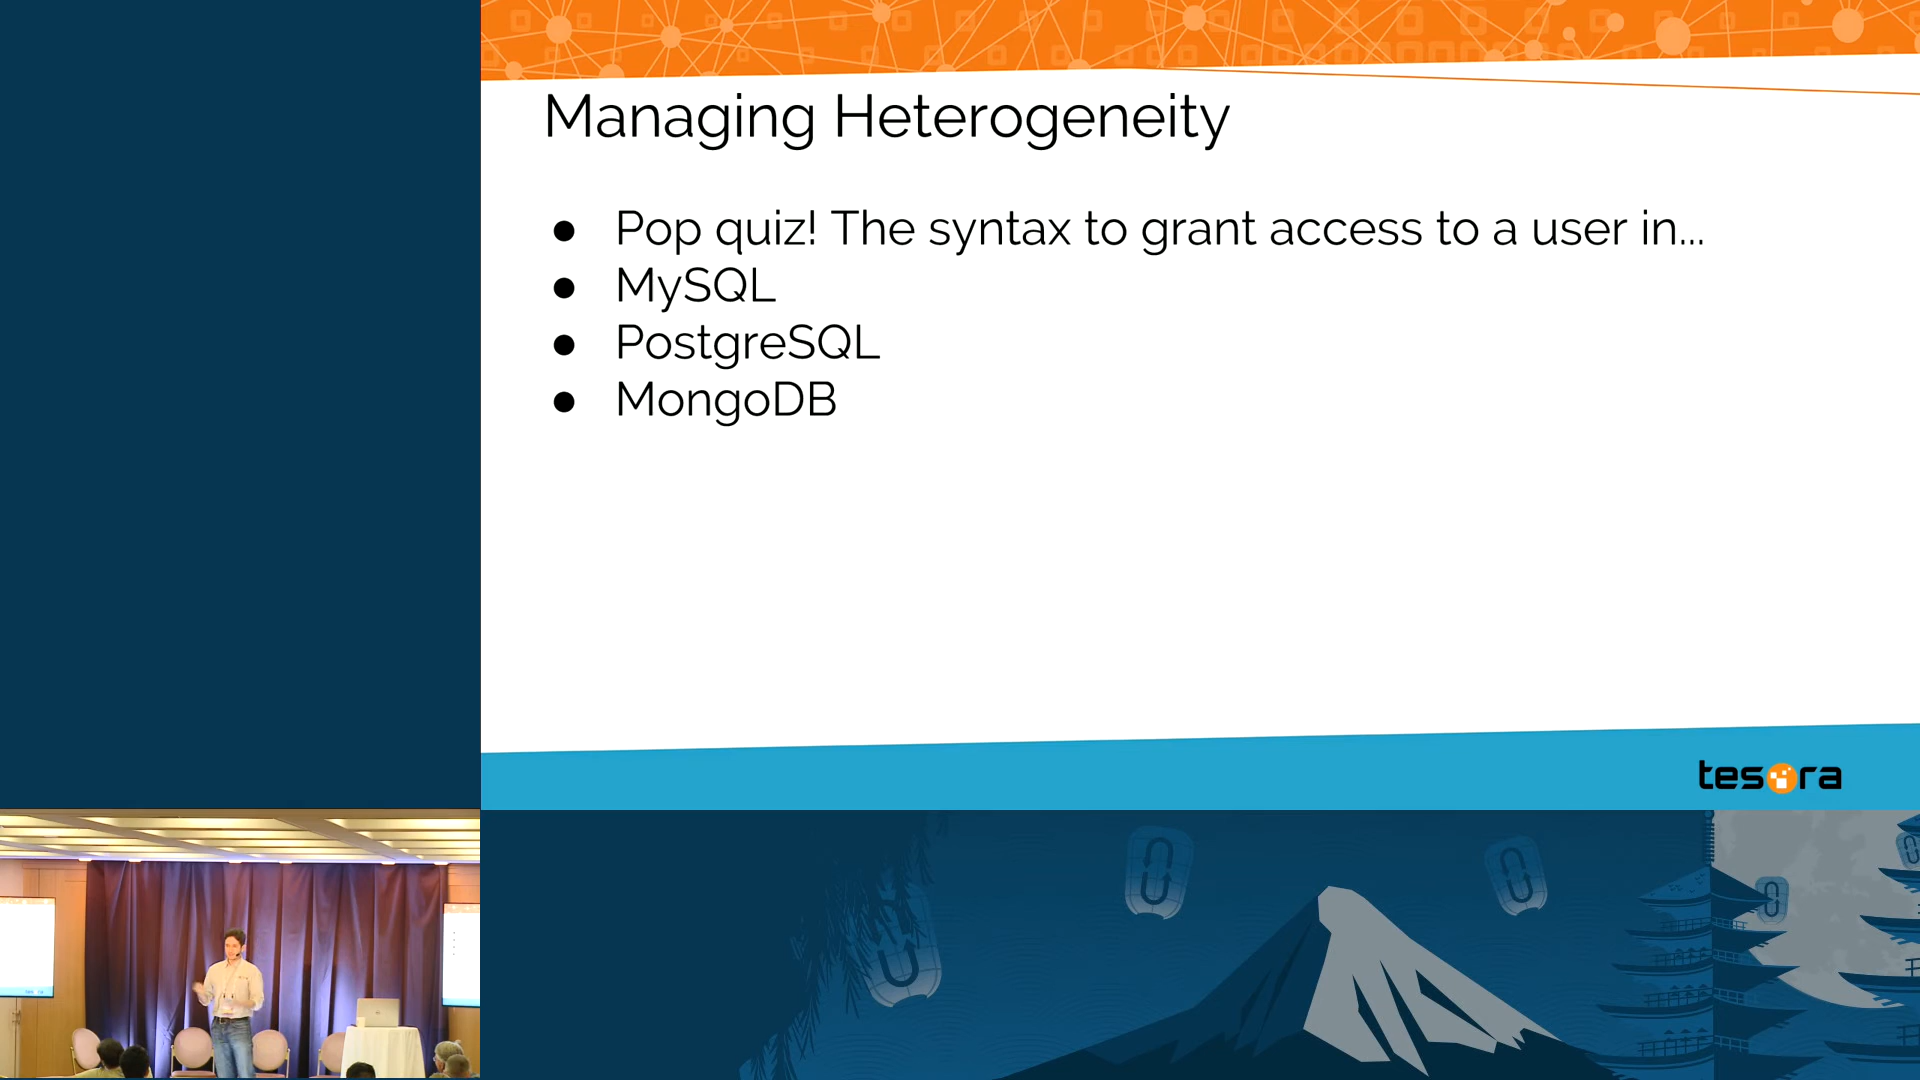 Managing Heterogeneity
● Pop quiz! The syntax to grant access to a user in...
● MySQL
● PostgreSQL
● MongoDB
tesora